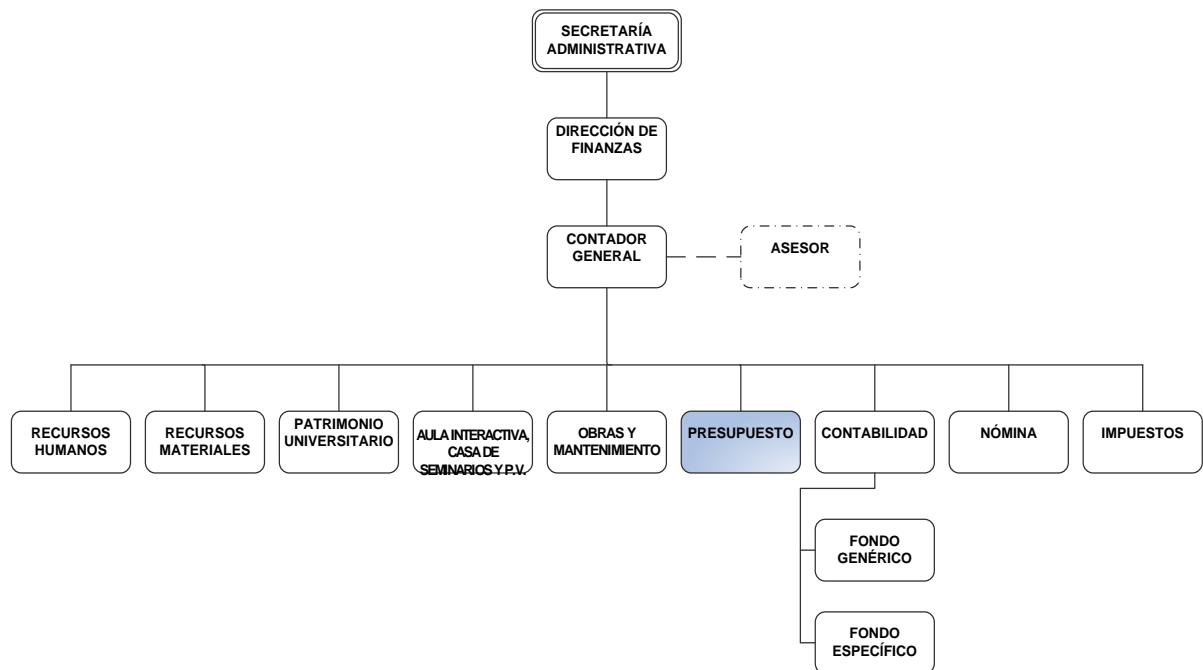 SECRETARÍA
ADMINISTRATIVA
DIRECCIÓN DE
FINANZAS
CONTADOR
GENERAL
ASESOR
RECURSOS
HUMANOS
RECURSOS
MATERIALES
PATRIMONIO
UNIVERSITARIO
AULA INTERACTIVA,
CASA DE
SEMINARIOS Y P.V.
OBRAS Y
MANTENIMIENTO
PRESUPUESTO
CONTABILIDAD
NÓMINA
IMPUESTOS
FONDO
GENÉRICO
FONDO
ESPECÍFICO